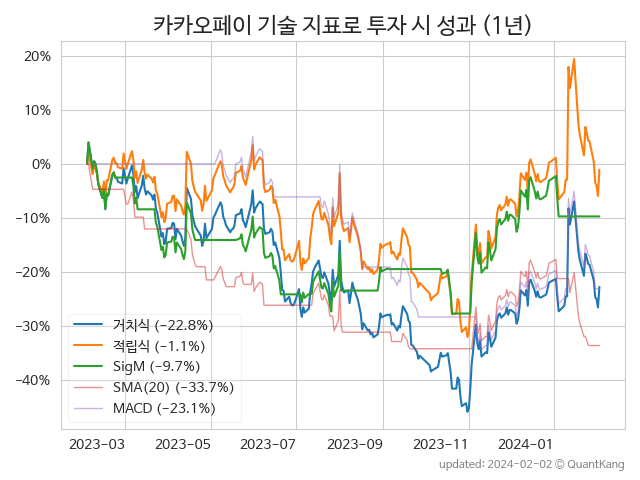 카카오페이 기술 지표로 투자 시 성과 (1년)
20%
10%
0%
−10%
−20%
−30%
−40%
거치식 (−22.8%)
적립식 (−1.1%)
SigM (−9.7%)
SMA(20) (−33.7%)
MACD (−23.1%)
2023−03
2023−05
2023−07
2023−09
2023−11
2024−01
updated: 2024−02−02 © QuantKang